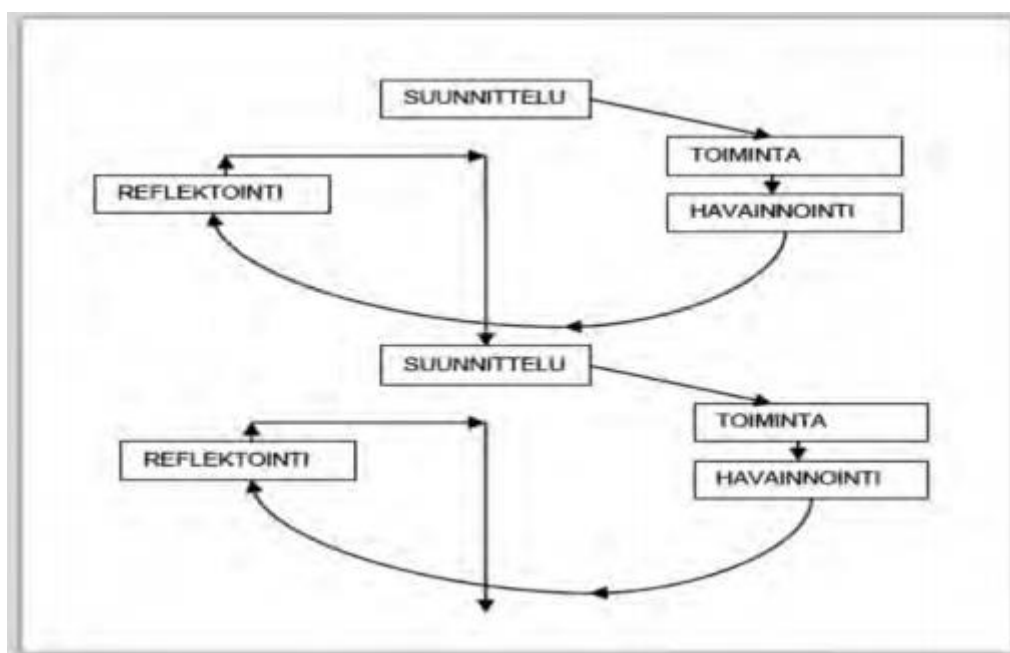 SUUNNITTELU
TOIMINTA
REFLEKTOINTI
HAVAINNOINTI
SUUNNITTELU
TOIMINTA
REFLEKTOINTI
HAVAINNOINTI